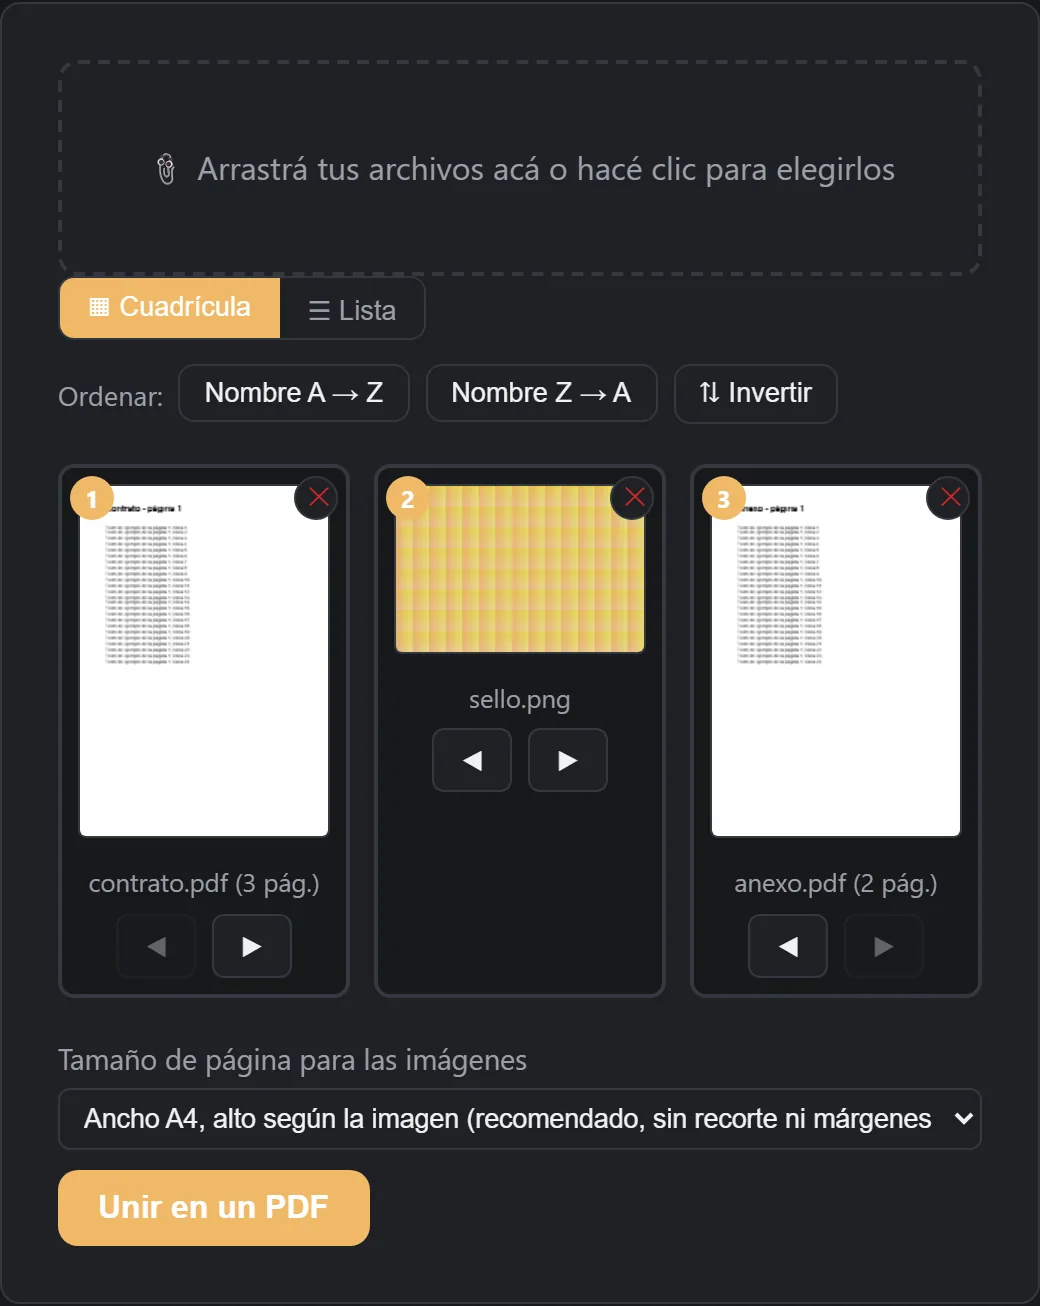 Arrastrá tus archivos acá o hacé clic para elegirlos
Cuadrícula
☰ Lista
Ordenar:
Nombre A → Z
Nombre Z → A
⇅ Invertir
1
2
3
contrato - página 1
anexo - página 1
sello.png
◀ ▶
contrato.pdf (3 pág.)
anexo.pdf (2 pág.)
◀ ▶
◀ ▶
Tamaño de página para las imágenes
Ancho A4, alto según la imagen (recomendado, sin recorte ni márgenes
Unir en un PDF